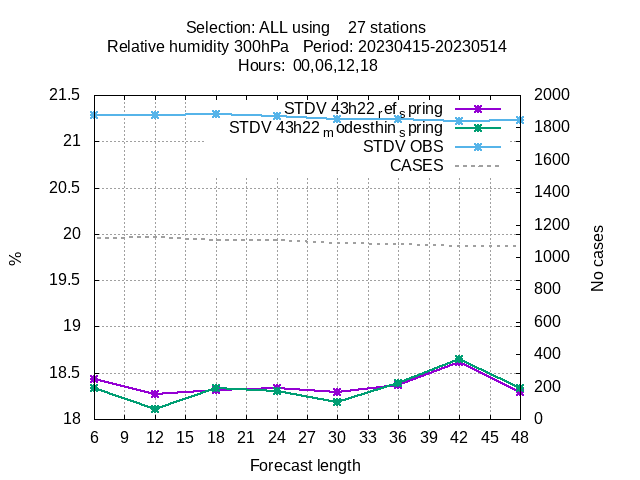 Selection: ALL using 27 stations
Relative humidity 300hPa Period: 20230415-20230514
Hours: 00,06,12,18
21.5
21
20.5
20
19.5
19
18.5
18
2000
1800
1600
1400
1200
1000
800
600
400
200
0
%
No cases
STDV 43h22_ref_spring
STDV 43h22_modesthin_spring
STDV OBS
CASES
6 9 12 15 18 21 24 27 30 33 36 39 42 45 48
Forecast length